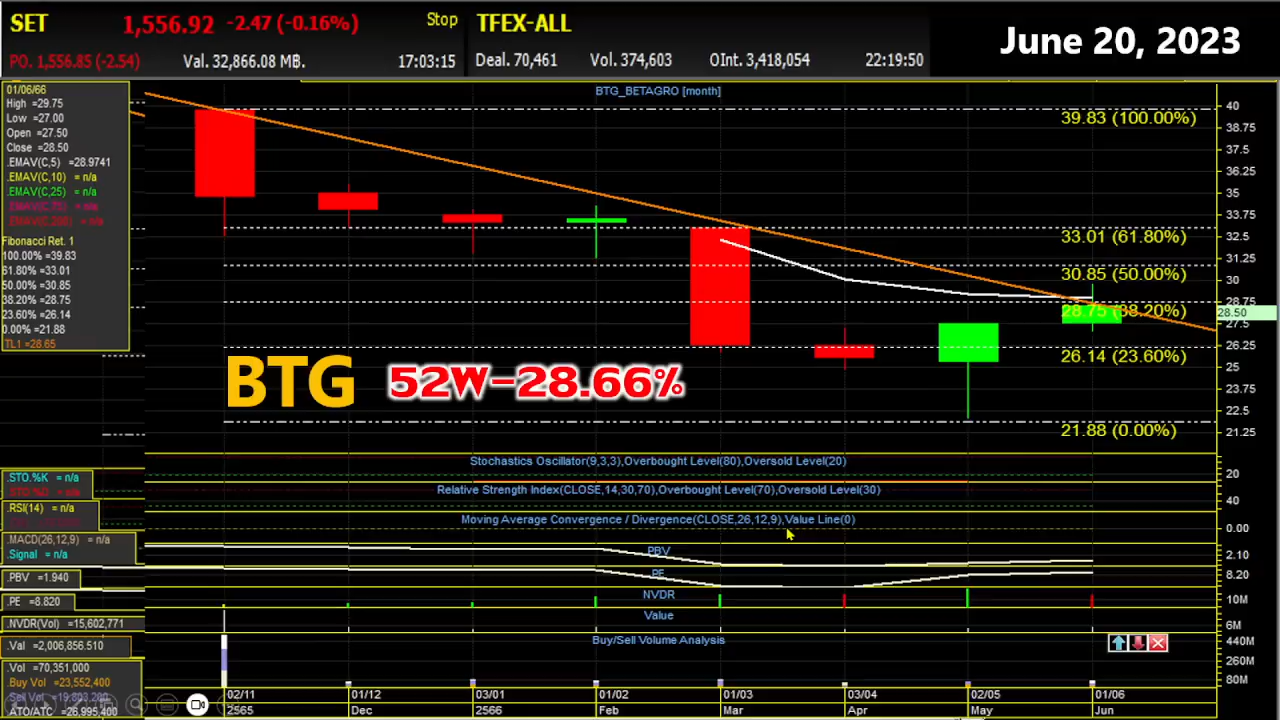 SET 1,556.92 -2.47 (-0.16%) Stop TFEX-ALL
June 20, 2023
PO. 1,556.85 (-2.54) Val. 32,866.08 MB. 17:03:15 Deal. 70,461 Vol. 374,603 OInt. 3,418,054 22:19:50
BTG_BETAGRO [month]
01/06/66
High =29.75
Low =27.00
Open =27.50
Close =28.50
.EMAV(C,5) =28.9741
.EMAV(C,10) = n/a
.EMAV(C,25) = n/a
.EMAV(C,75) = n/a
.EMAV(C,200) = n/a
Fibonacci Ret. 1
100.00% =39.83
61.80% =33.01
50.00% =30.85
38.20% =28.75
23.60% =26.14
0.00% =21.88
TL1 =28.65
39.83 (100.00%)
33.01 (61.80%)
30.85 (50.00%)
28.75 (38.20%)
26.14 (23.60%)
21.88 (0.00%)
40
38.75
37.5
36.25
35
33.75
32.5
31.25
30
28.75
28.50
27.5
26.25
25
23.75
22.5
21.25
BTG 52W-28.66%
Stochastics Oscillator(9,3,3),Overbought Level(80),Oversold Level(20)
.STO.%K = n/a
.STO.%D = n/a
20
Relative Strength Index(CLOSE,14,30,70),Overbought Level(70),Oversold Level(30)
.RSI(14) = n/a
40
Moving Average Convergence / Divergence(CLOSE,26,12,9),Value Line(0)
.MACD(26,12,9) = n/a
.Signal = n/a
0.00
PBV
.PBV =1.940
2.10
PE
.PE =8.820
8.20
NVDR
.NVDR(Vol) =15,602,771
10M
Value
.Val =2,006,856.510
6M
Buy/Sell Volume Analysis
.Vol =70,351,000
.Buy Vol =23,552,400
.Sell Vol =19,803,200
.ATO/ATC =26,995,400
440M
260M
80M
02/11 01/12 03/01 01/02 01/03 03/04 02/05 01/06
2565 Dec 2566 Feb Mar Apr May Jun